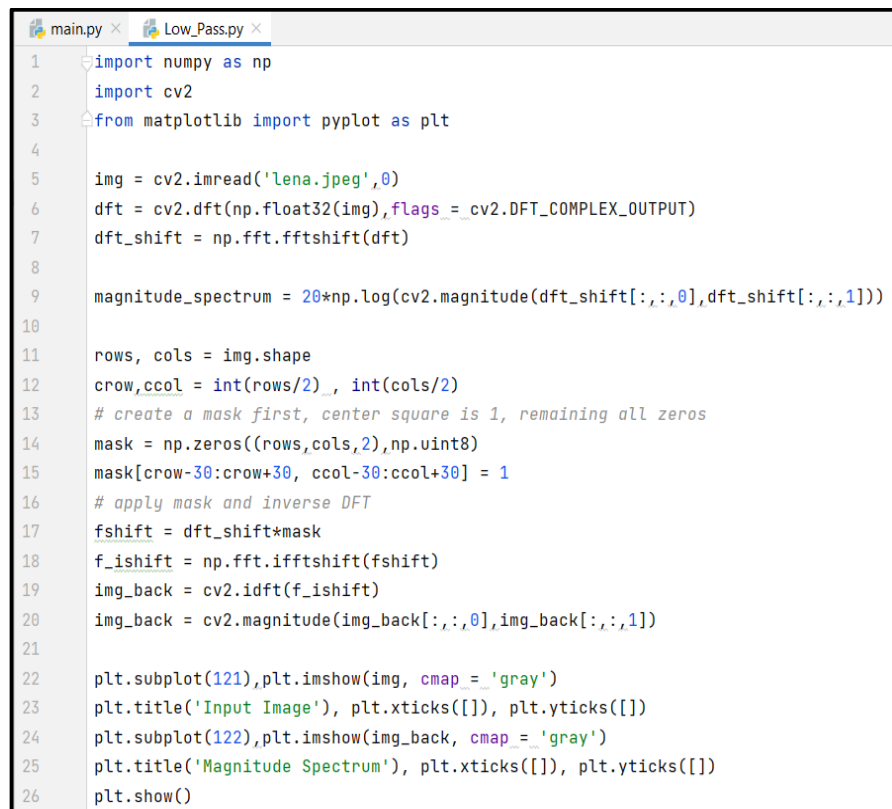 main.py × Low_Pass.py ×
1 import numpy as np
2 import cv2
3 from matplotlib import pyplot as plt
4
5 img = cv2.imread('lena.jpeg',0)
6 dft = cv2.dft(np.float32(img),flags = cv2.DFT_COMPLEX_OUTPUT)
7 dft_shift = np.fft.fftshift(dft)
8
9 magnitude_spectrum = 20*np.log(cv2.magnitude(dft_shift[:,:,0],dft_shift[:,:,1]))
10
11 rows, cols = img.shape
12 crow,ccol = int(rows/2) , int(cols/2)
13 # create a mask first, center square is 1, remaining all zeros
14 mask = np.zeros((rows,cols,2),np.uint8)
15 mask[crow-30:crow+30, ccol-30:ccol+30] = 1
16 # apply mask and inverse DFT
17 fshift = dft_shift*mask
18 f_ishift = np.fft.ifftshift(fshift)
19 img_back = cv2.idft(f_ishift)
20 img_back = cv2.magnitude(img_back[:,:,0],img_back[:,:,1])
21
22 plt.subplot(121),plt.imshow(img, cmap = 'gray')
23 plt.title('Input Image'), plt.xticks([]), plt.yticks([])
24 plt.subplot(122),plt.imshow(img_back, cmap = 'gray')
25 plt.title('Magnitude Spectrum'), plt.xticks([]), plt.yticks([])
26 plt.show()